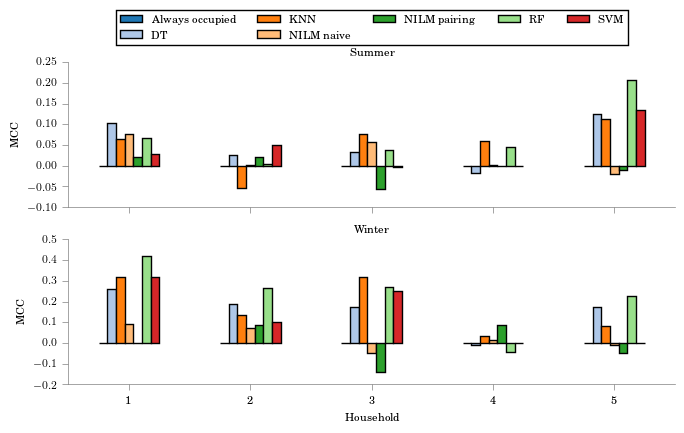 Always occupied KNN NILM pairing RF SVM
DT NILM naive
Summer
0.25
0.20
0.15
0.10
0.05
0.00
−0.05
−0.10
MCC
Winter
0.5
0.4
0.3
0.2
0.1
0.0
−0.1
−0.2
MCC
1 2 3 4 5
Household